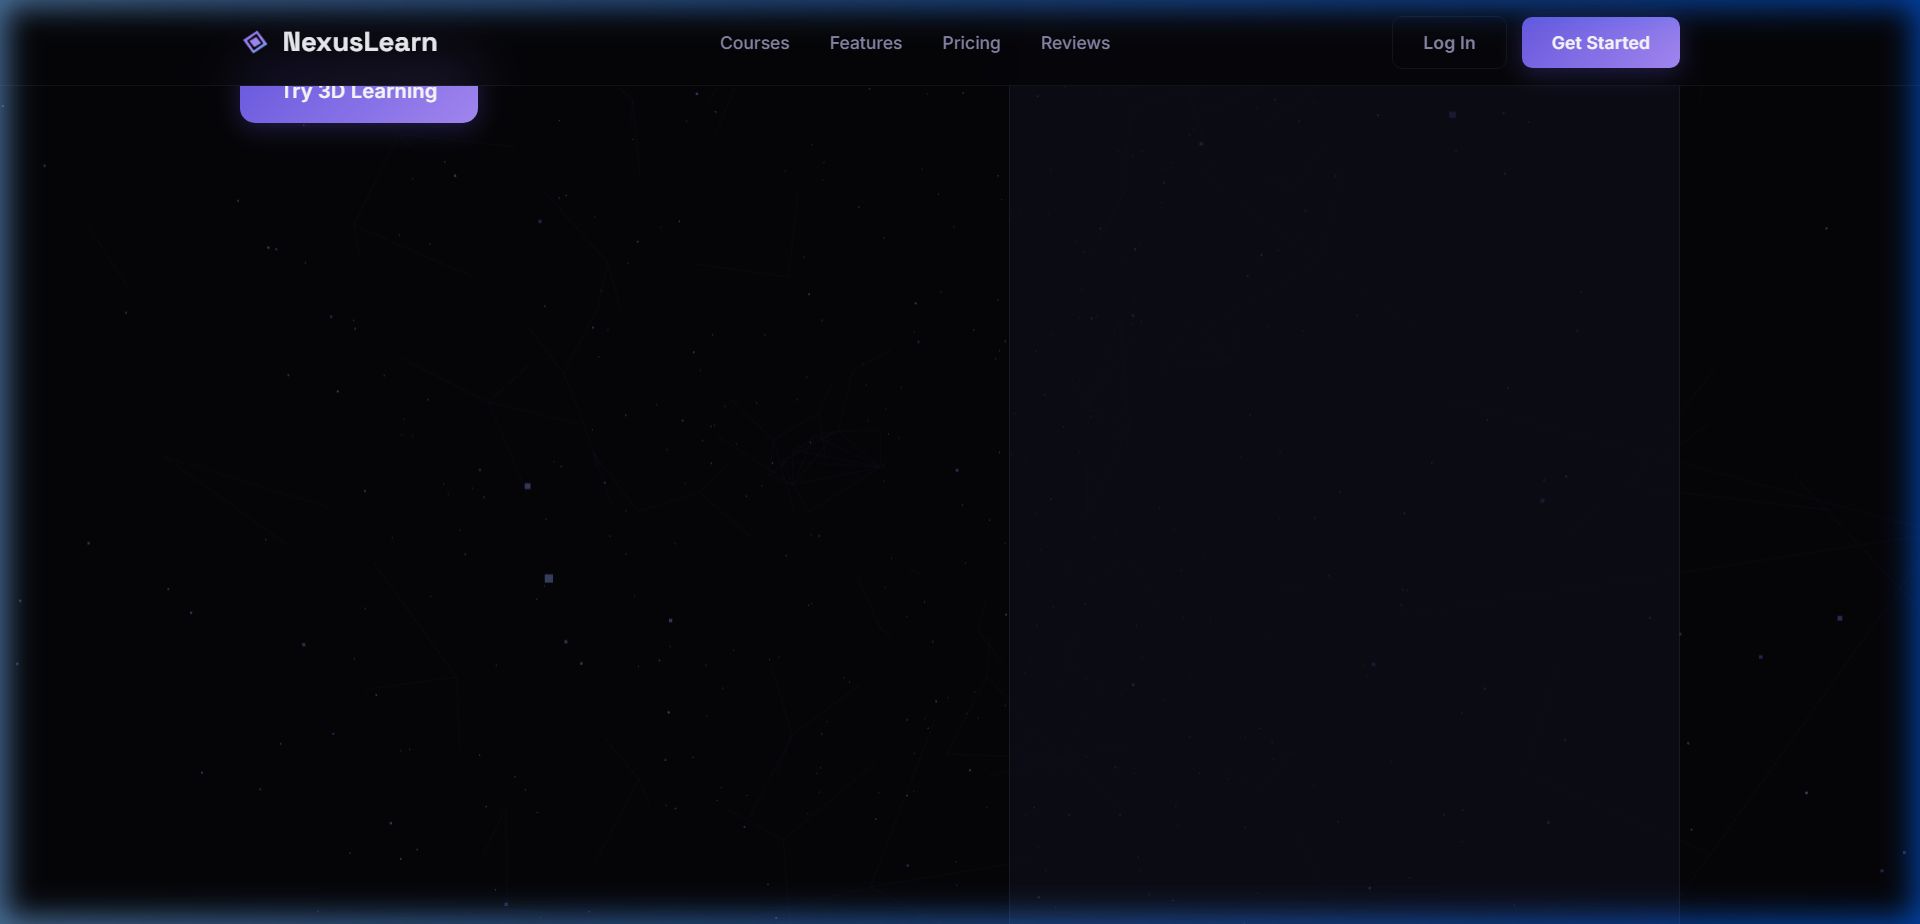 NexusLearn
Courses
Features
Pricing
Reviews
Log In
Get Started
Try 3D Learning